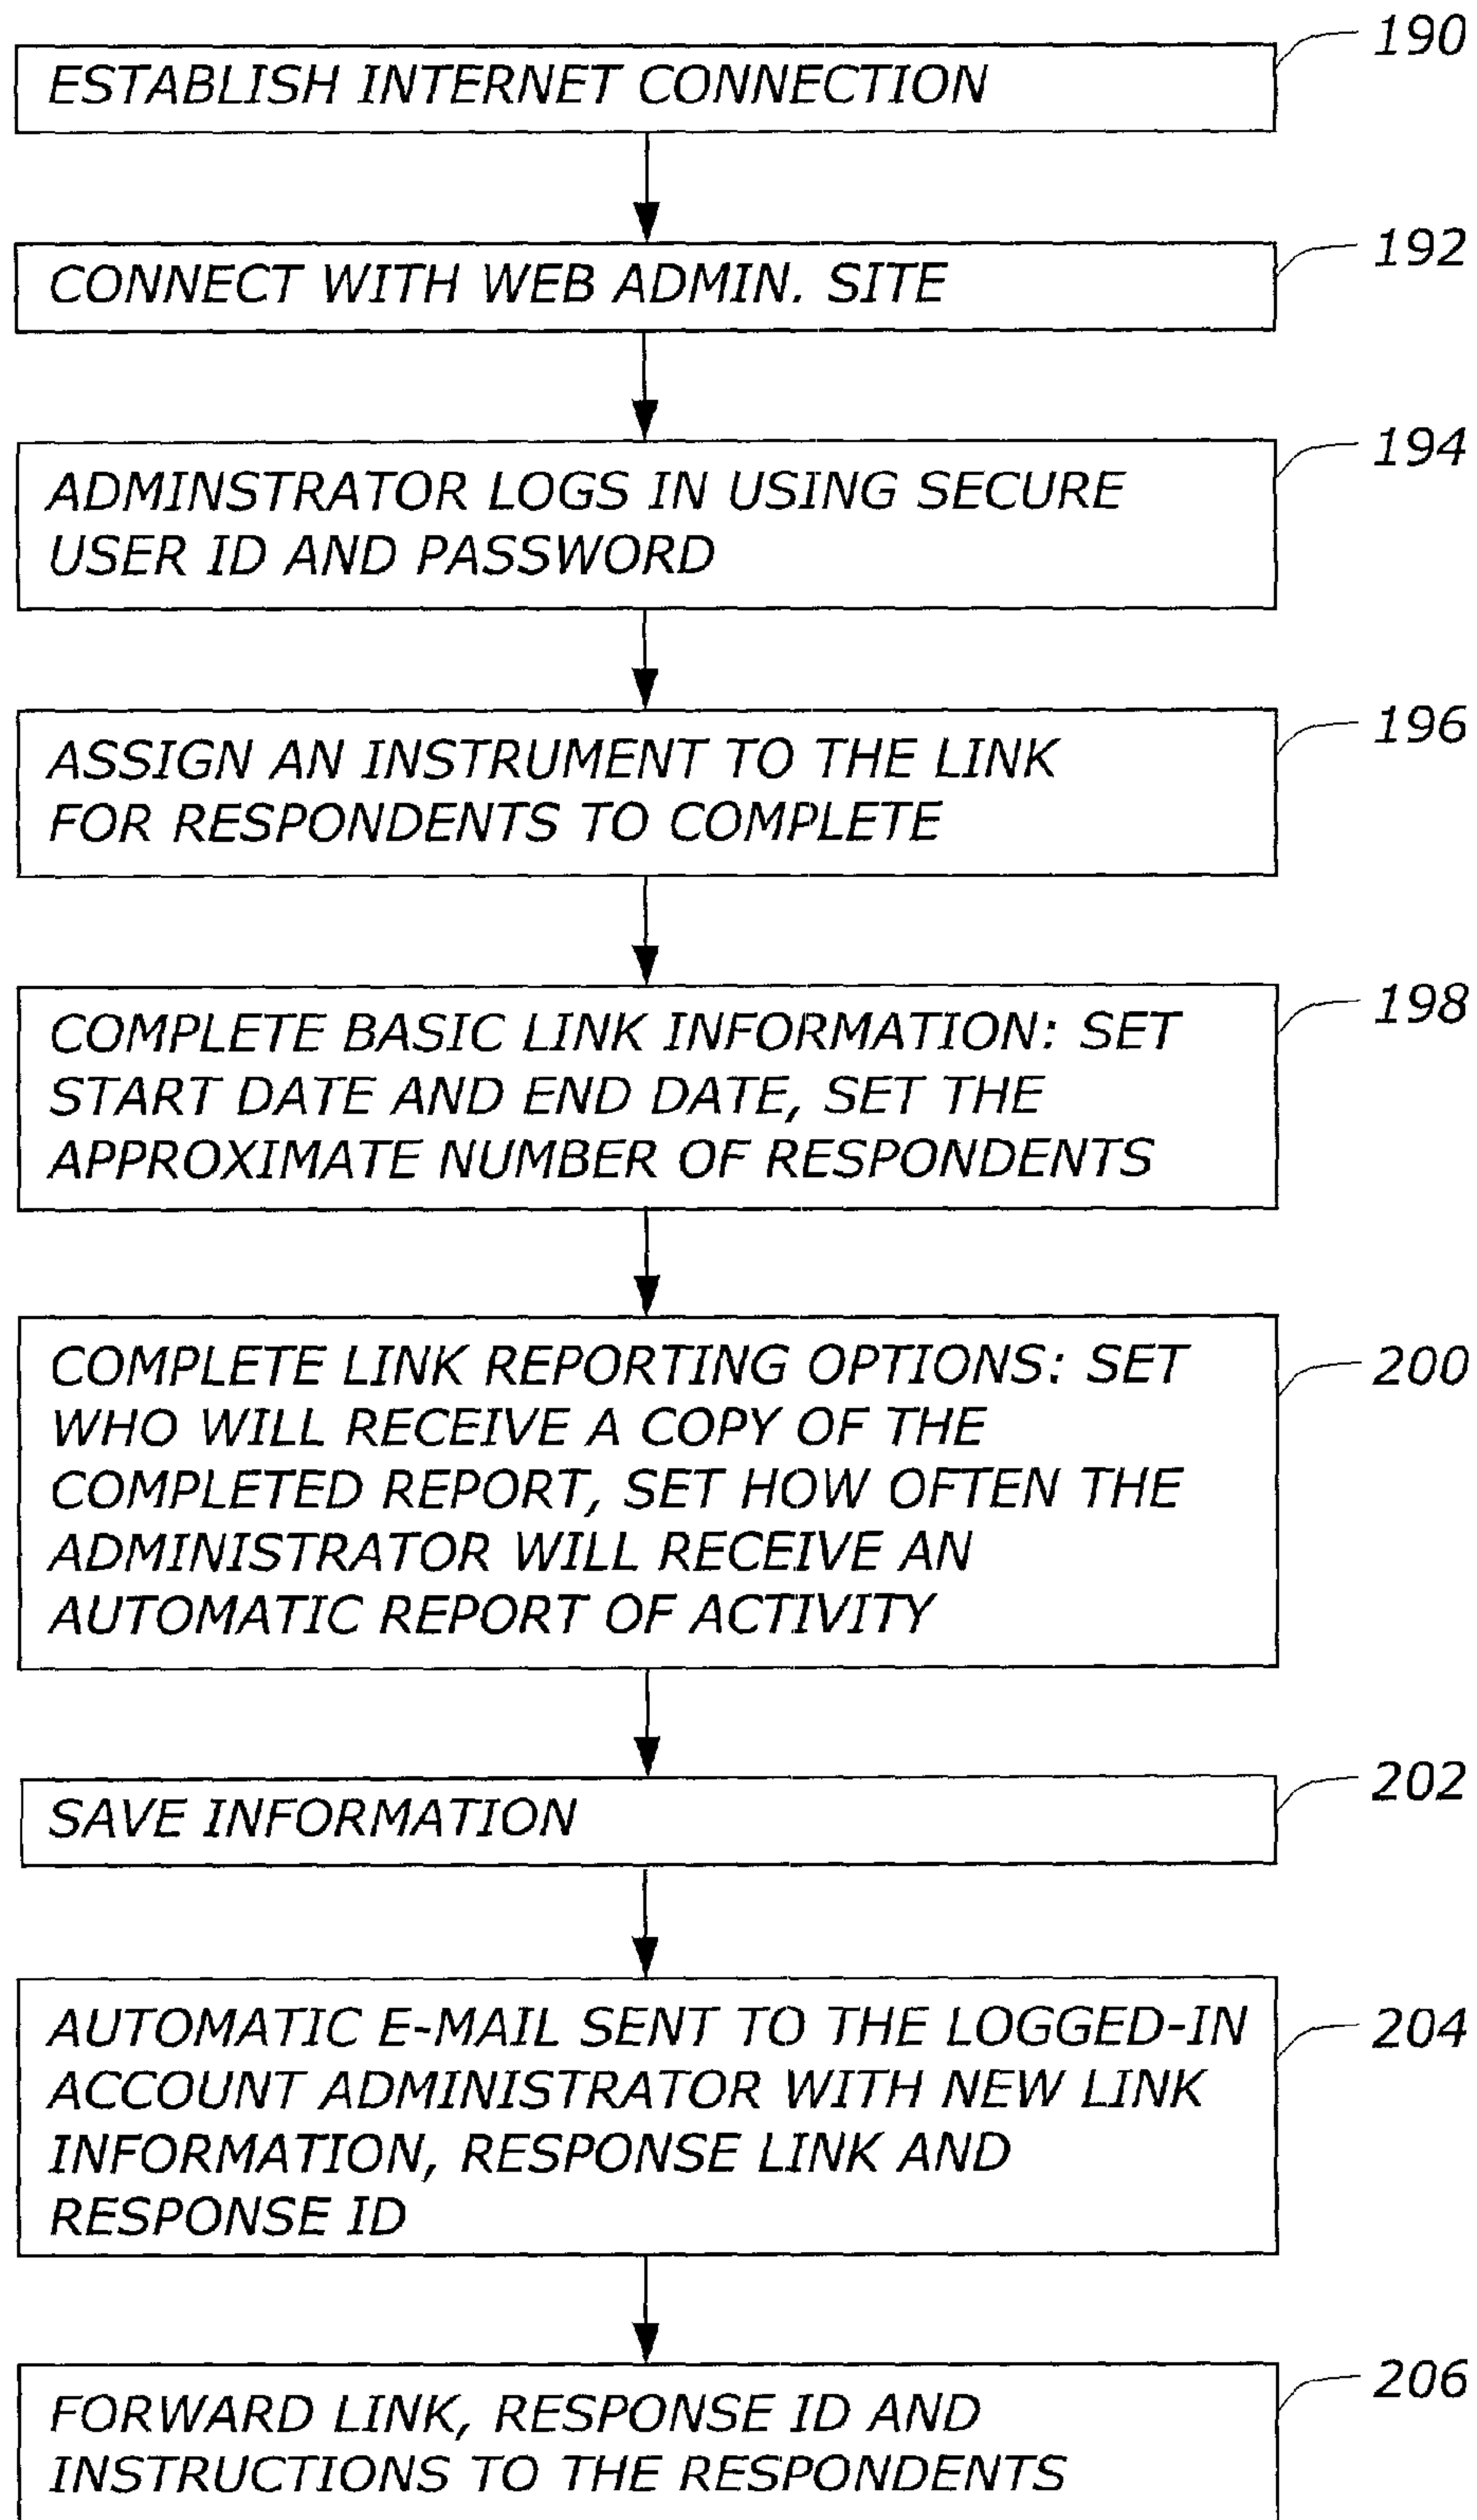 190
ESTABLISH INTERNET CONNECTION
192
CONNECT WITH WEB ADMIN. SITE
194
ADMINSTRATOR LOGS IN USING SECURE
USER ID AND PASSWORD
196
ASSIGN AN INSTRUMENT TO THE LINK
FOR RESPONDENTS TO COMPLETE
198
COMPLETE BASIC LINK INFORMATION: SET
START DATE AND END DATE, SET THE
APPROXIMATE NUMBER OF RESPONDENTS
200
COMPLETE LINK REPORTING OPTIONS: SET
WHO WILL RECEIVE A COPY OF THE
COMPLETED REPORT, SET HOW OFTEN THE
ADMINISTRATOR WILL RECEIVE AN
AUTOMATIC REPORT OF ACTIVITY
202
SAVE INFORMATION
204
AUTOMATIC E-MAIL SENT TO THE LOGGED-IN
ACCOUNT ADMINISTRATOR WITH NEW LINK
INFORMATION, RESPONSE LINK AND
RESPONSE ID
206
FORWARD LINK, RESPONSE ID AND
INSTRUCTIONS TO THE RESPONDENTS